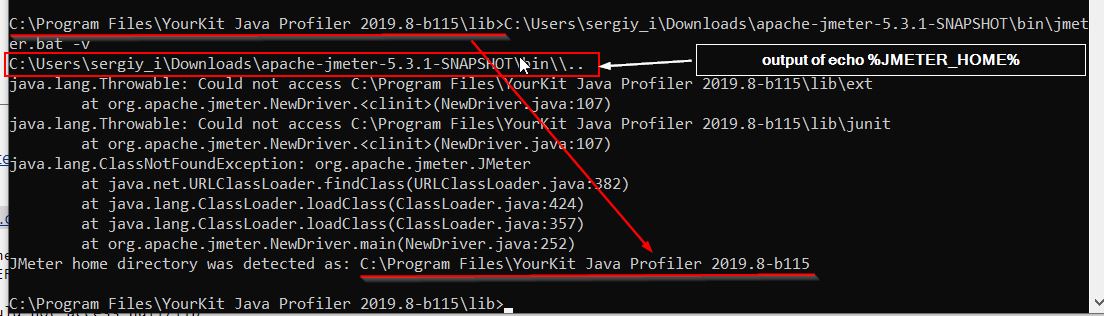 C:\Program Files\YourKit Java Profiler 2019.8-b115\lib>C:\Users\sergiy_i\Downloads\apache-jmeter-5.3.1-SNAPSHOT\bin\jmet
er.bat -v
C:\Users\sergiy_i\Downloads\apache-jmeter-5.3.1-SNAPSHOT\bin\\..
output of echo %JMETER_HOME%
java.lang.Throwable: Could not access C:\Program Files\YourKit Java Profiler 2019.8-b115\lib\ext
at org.apache.jmeter.NewDriver.<clinit>(NewDriver.java:107)
java.lang.Throwable: Could not access C:\Program Files\YourKit Java Profiler 2019.8-b115\lib\junit
at org.apache.jmeter.NewDriver.<clinit>(NewDriver.java:107)
java.lang.ClassNotFoundException: org.apache.jmeter.JMeter
at java.net.URLClassLoader.findClass(URLClassLoader.java:382)
at java.lang.ClassLoader.loadClass(ClassLoader.java:424)
at java.lang.ClassLoader.loadClass(ClassLoader.java:357)
at org.apache.jmeter.NewDriver.main(NewDriver.java:252)
JMeter home directory was detected as: C:\Program Files\YourKit Java Profiler 2019.8-b115
C:\Program Files\YourKit Java Profiler 2019.8-b115\lib>